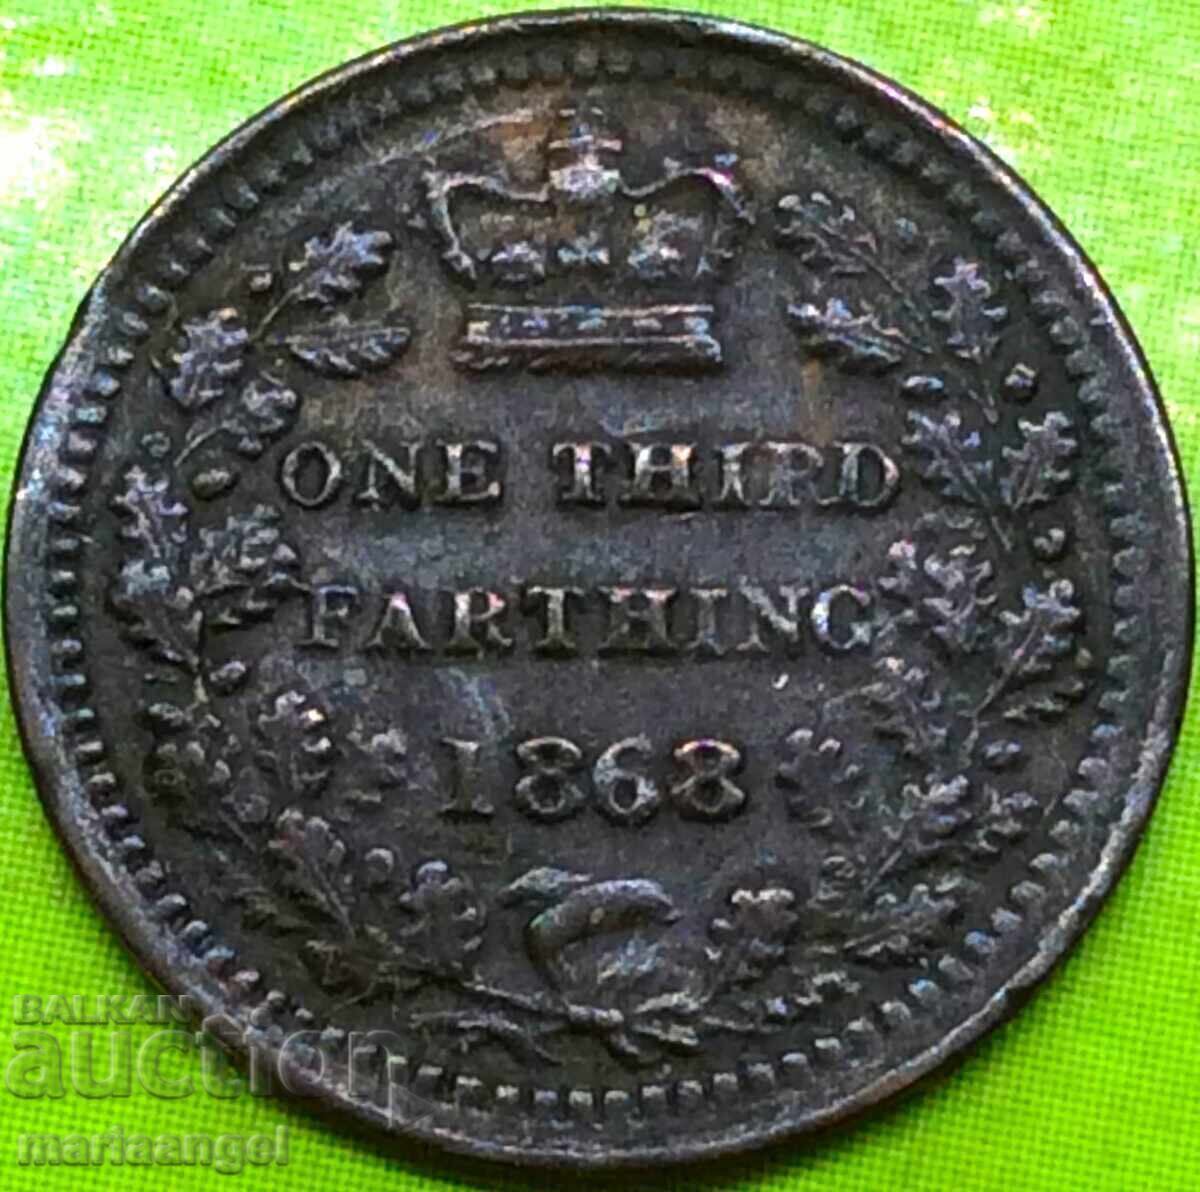 ONE THIRD
FARTHING
1868
BALKAN
auction
mariaangel